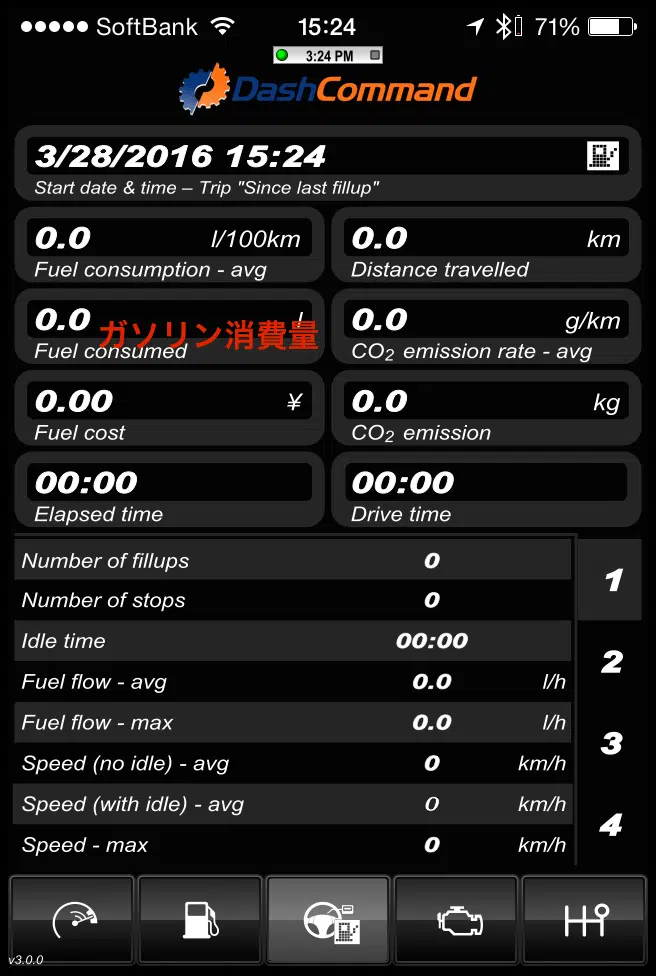 SoftBank 15:24 71%
3:24 PM
DashCommand
3/28/2016 15:24
Start date & time – Trip "Since last fillup"
0.0 l/100km
Fuel consumption - avg
0.0 km
Distance travelled
0.0 l
Fuel consumed
ガソリン消費量
0.0 g/km
CO2 emission rate - avg
0.00 ¥
Fuel cost
0.0 kg
CO2 emission
00:00
Elapsed time
00:00
Drive time
Number of fillups 0
Number of stops 0
Idle time 00:00
Fuel flow - avg 0.0 l/h
Fuel flow - max 0.0 l/h
Speed (no idle) - avg 0 km/h
Speed (with idle) - avg 0 km/h
Speed - max 0 km/h
1
2
3
4
v3.0.0